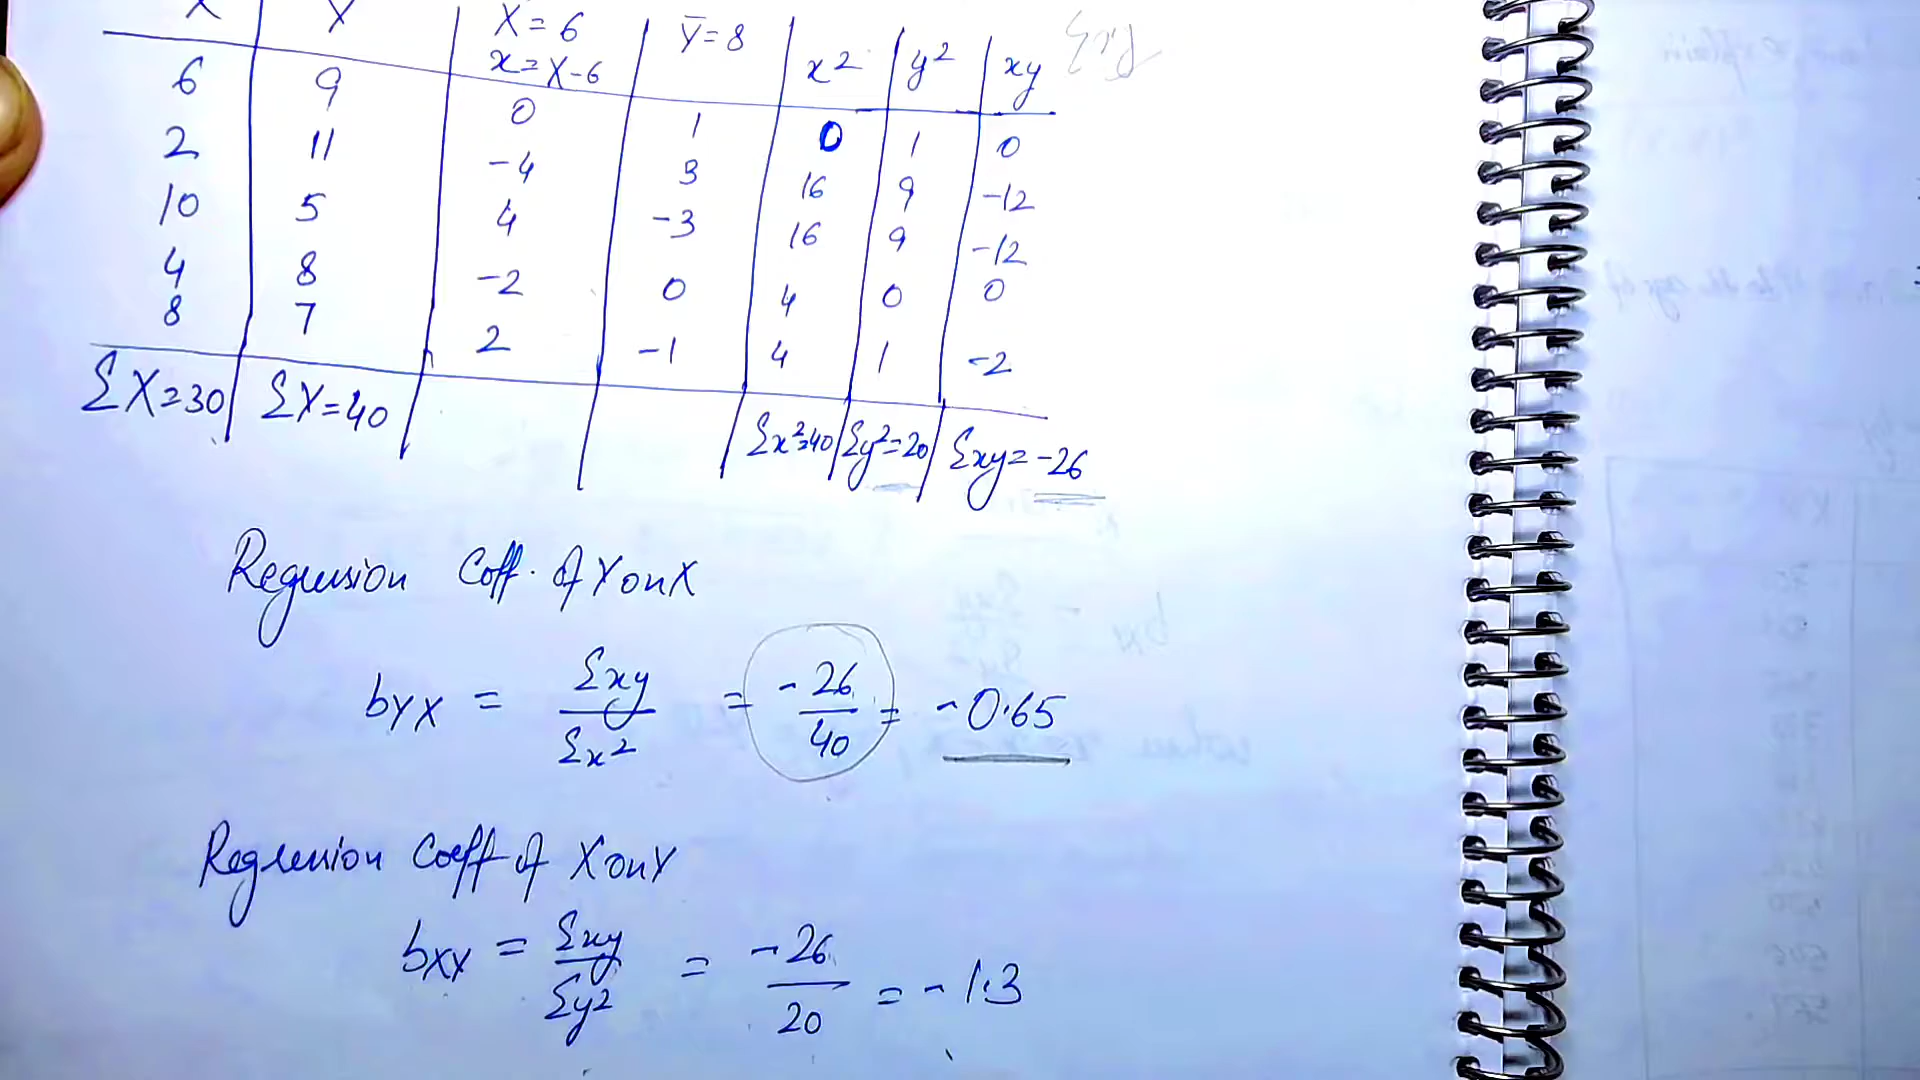 X Y X̅ = 6 y̅ = 8 x² y² xy Σxy
x = X-6
6 9 0 1 0 1 0
2 11 -4 3 16 9 -12
10 5 4 -3 16 9 -12
4 8 -2 0 4 0 0
8 7 2 -1 4 1 -2
ΣX=30 ΣY=40 Σx²=40 Σy²=20 Σxy=-26
Regression Coff. of Y on X
bYX = Σxy/Σx² = -26/40 = -0.65
Regression Coeff of X on Y
bXY = Σxy/Σy² = -26/20 = -1.3